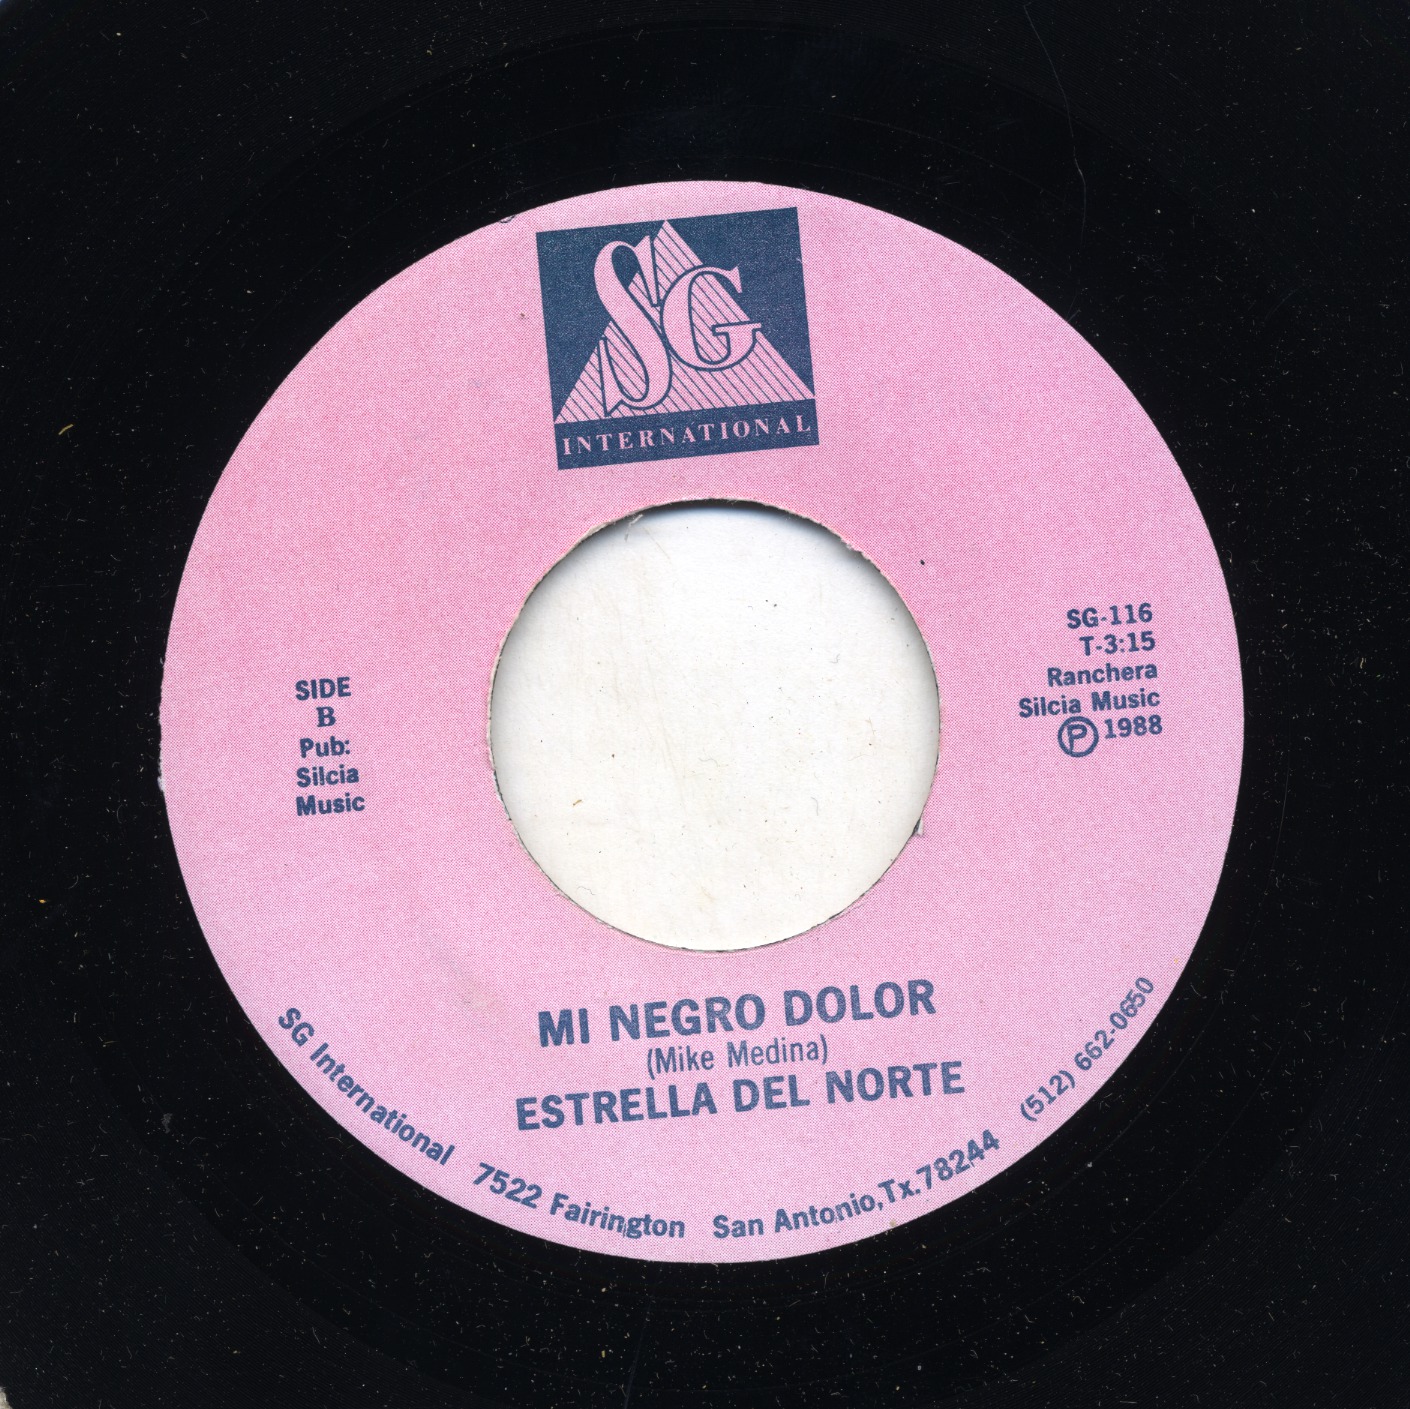 SG
INTERNATIONAL
SIDE
B
Pub:
Silcia
Music
SG-116
T-3:15
Ranchera
Silcia Music
Ⓟ 1988
MI NEGRO DOLOR
(Mike Medina)
ESTRELLA DEL NORTE
SG International 7522 Fairington San Antonio, Tx. 78244 (512) 662-0650